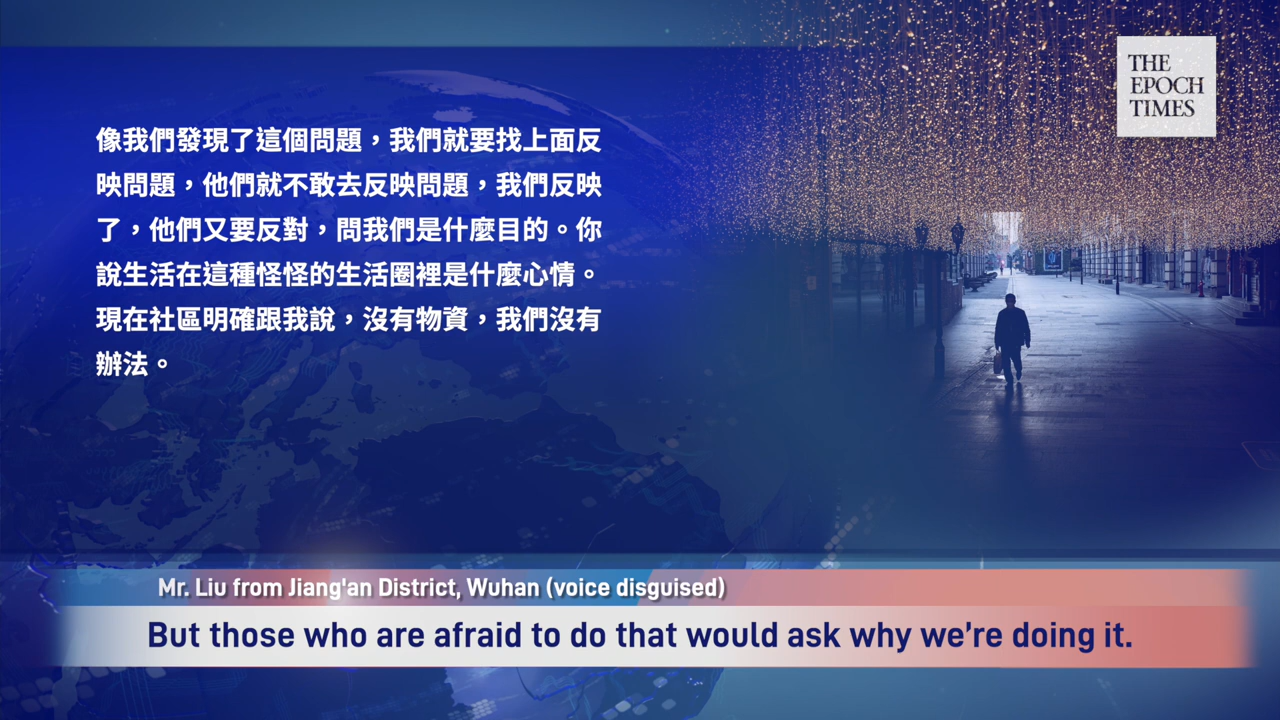 THE
EPOCH
TIMES
像我們發現了這個問題，我們就要找上面反
映問題，他們就不敢去反映問題，我們反映
了，他們又要反對，問我們是什麼目的。你
說生活在這種怪怪的生活圈裡是什麼心情。
現在社區明確跟我說，沒有物資，我們沒有
辦法。
Mr. Liu from Jiang'an District, Wuhan (voice disguised)
But those who are afraid to do that would ask why we’re doing it.